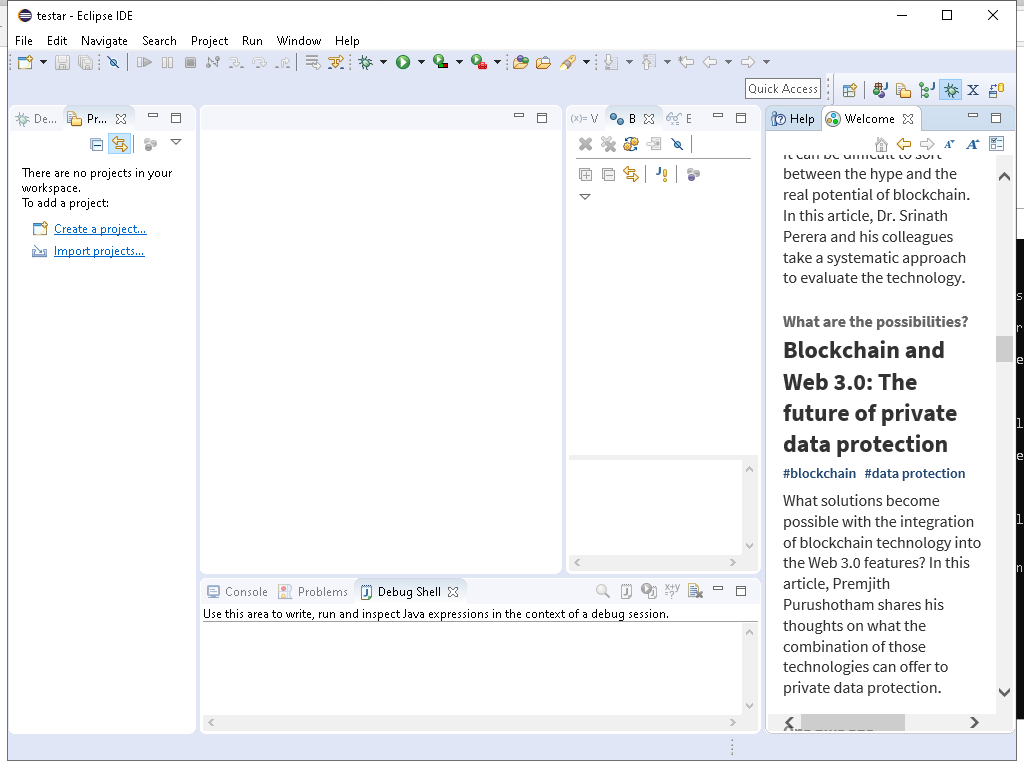 testar - Eclipse IDE
File Edit Navigate Search Project Run Window Help
Quick Access
De...
Pr...
There are no projects in your
workspace.
To add a project:
Create a project...
Import projects...
(x)= V
B
E
Help
Welcome
It can be difficult to sort
between the hype and the
real potential of blockchain.
In this article, Dr. Srinath
Perera and his colleagues
take a systematic approach
to evaluate the technology.
What are the possibilities?
Blockchain and
Web 3.0: The
future of private
data protection
#blockchain #data protection
What solutions become
possible with the integration
of blockchain technology into
the Web 3.0 features? In this
article, Premjith
Purushotham shares his
thoughts on what the
combination of those
technologies can offer to
private data protection.
Console
Problems
Debug Shell
Use this area to write, run and inspect Java expressions in the context of a debug session.